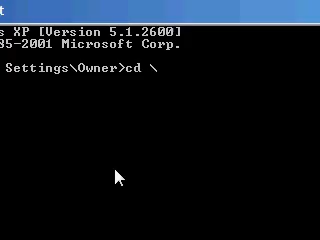 t
s XP [Version 5.1.2600]
85-2001 Microsoft Corp.
Settings\Owner>cd \